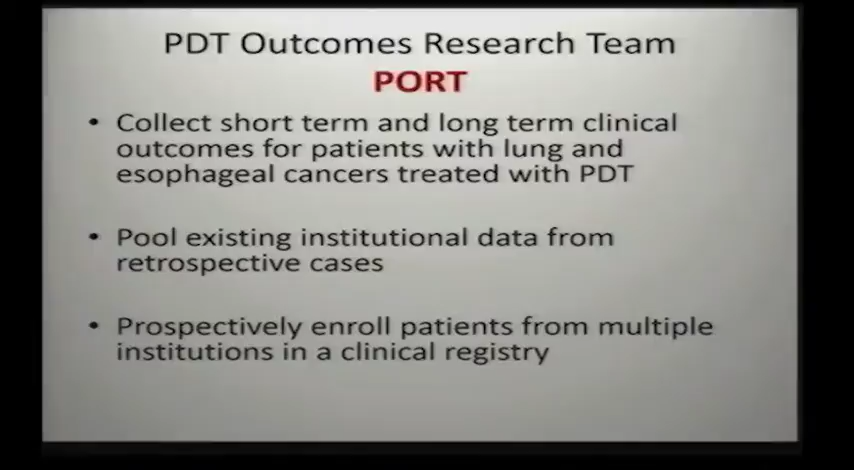 PDT Outcomes Research Team
PORT
• Collect short term and long term clinical
outcomes for patients with lung and
esophageal cancers treated with PDT
• Pool existing institutional data from
retrospective cases
• Prospectively enroll patients from multiple
institutions in a clinical registry